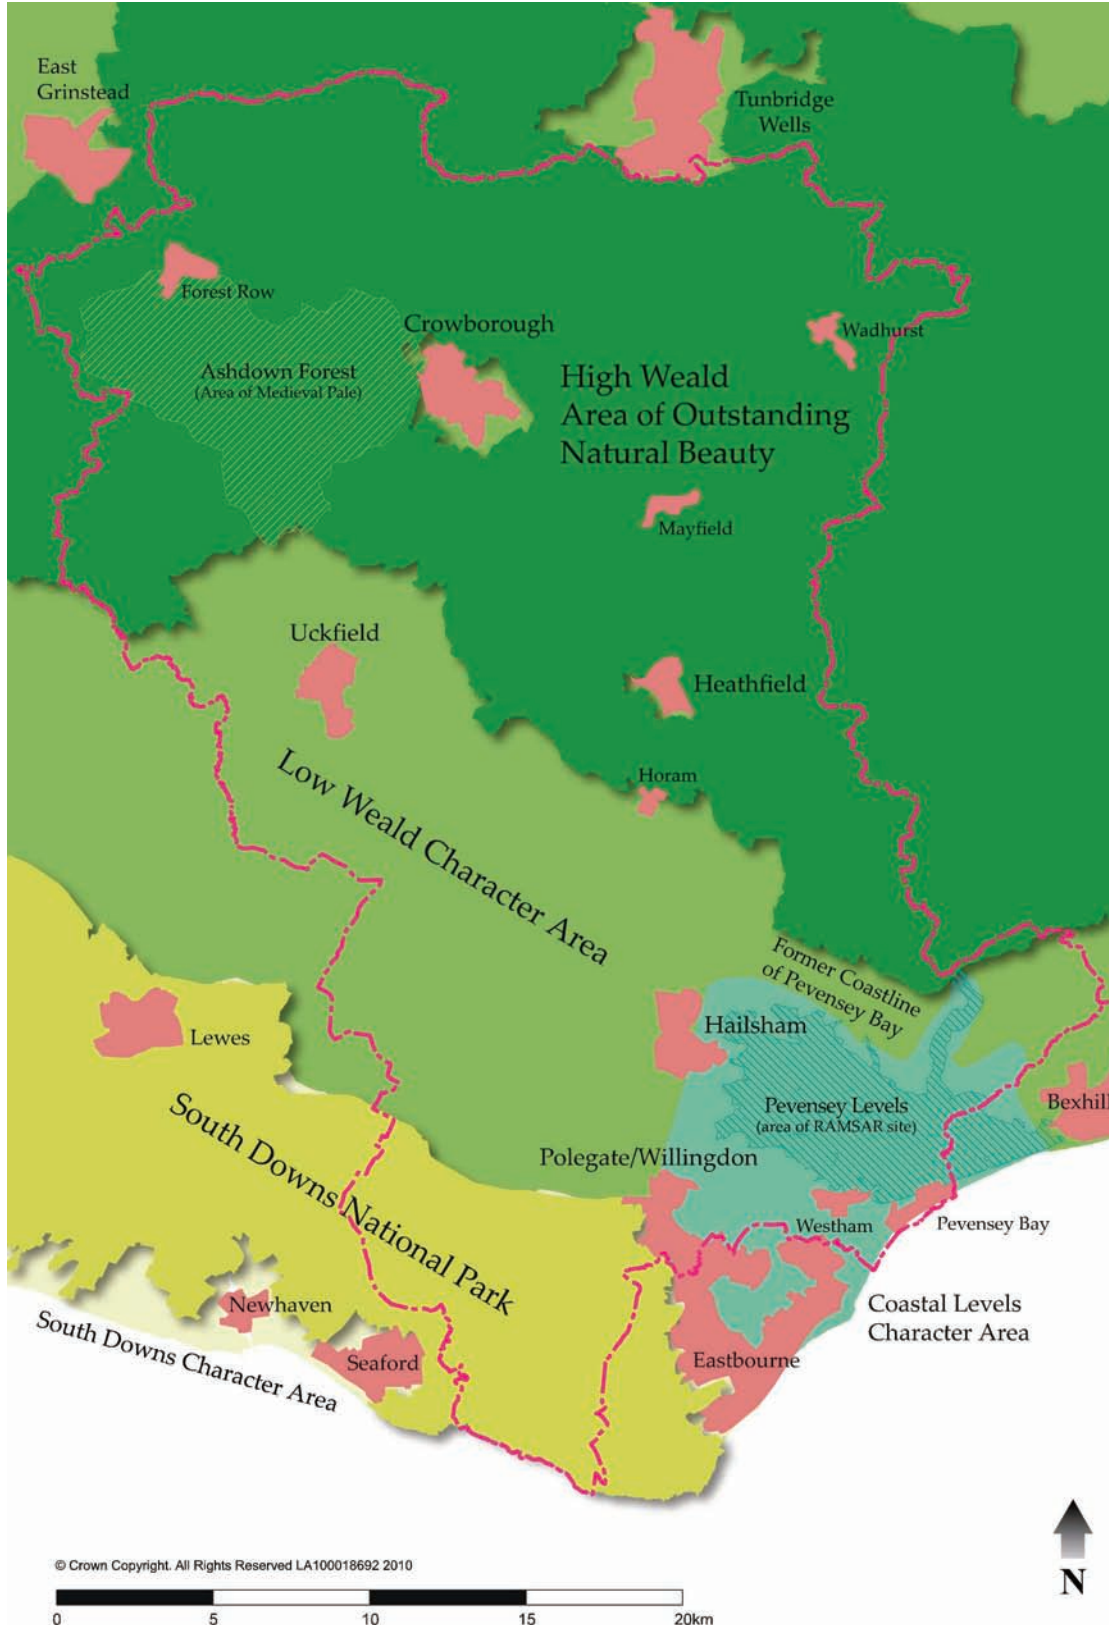 East
Grinstead
Tunbridge
Wells
Forest Row
Crowborough
Wadhurst
Ashdown Forest
(Area of Medieval Pale)
High Weald
Area of Outstanding
Natural Beauty
Mayfield
Uckfield
Heathfield
Low Weald Character Area
Horam
Former Coastline
of Pevensey Bay
Lewes
Hailsham
Pevensey Levels
(area of RAMSAR site)
Bexhill
South Downs National Park
Polegate/Willingdon
Westham
Pevensey Bay
Newhaven
Coastal Levels
Character Area
South Downs Character Area
Seaford
Eastbourne
N
© Crown Copyright. All Rights Reserved LA100018692 2010
0 5 10 15 20km